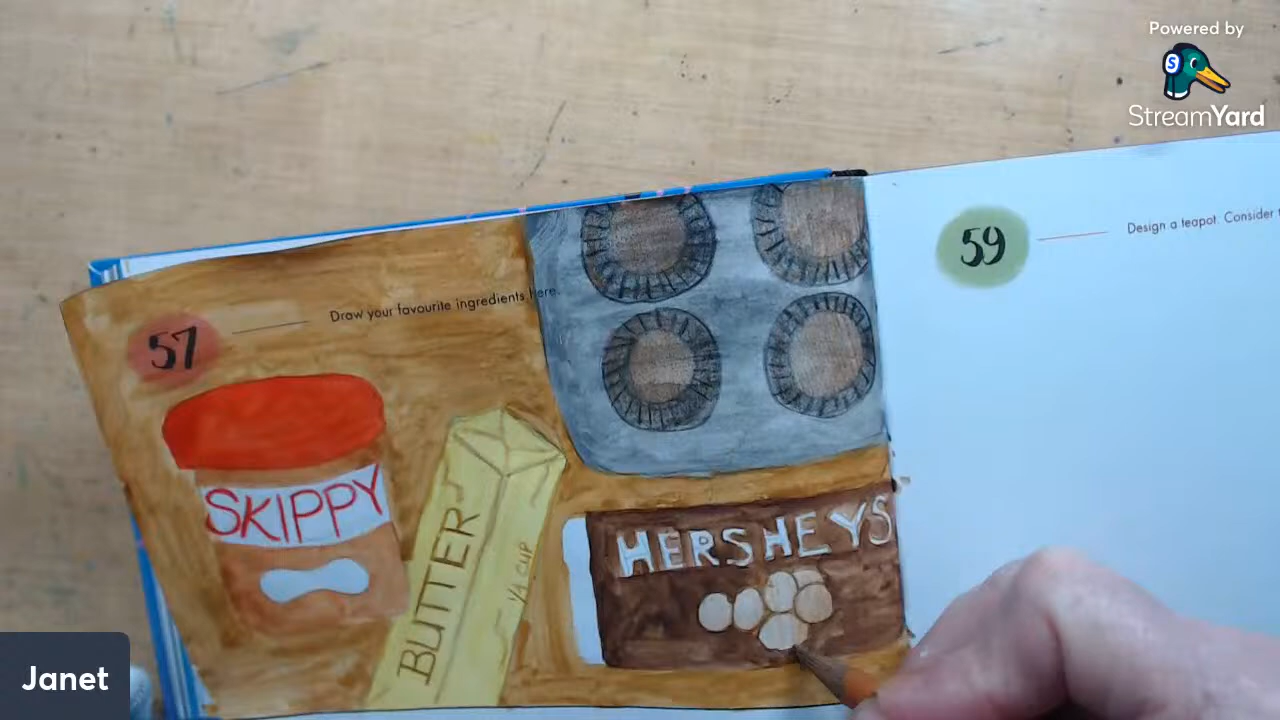 Powered by
StreamYard
57
Draw your favourite ingredients here.
59
Design a teapot. Consider
SKIPPY
BUTTER
1/4 CUP
HERSHEYS
Janet